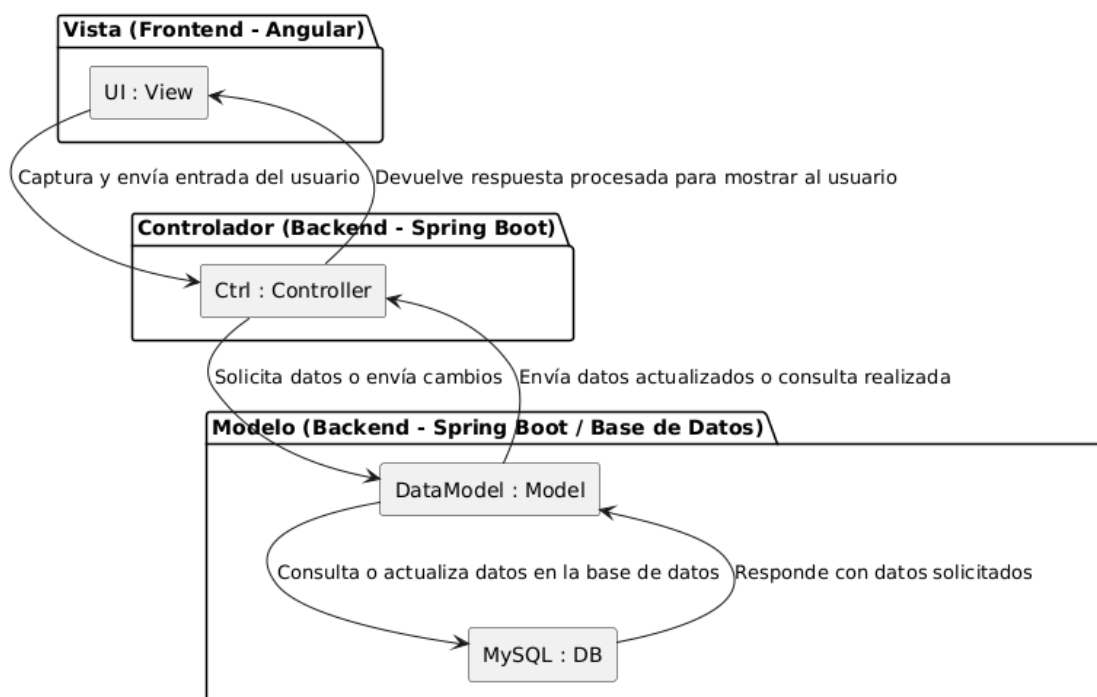 Vista (Frontend - Angular)
UI : View
Captura y envía entrada del usuario
Devuelve respuesta procesada para mostrar al usuario
Controlador (Backend - Spring Boot)
Ctrl : Controller
Solicita datos o envía cambios
Envía datos actualizados o consulta realizada
Modelo (Backend - Spring Boot / Base de Datos)
DataModel : Model
Consulta o actualiza datos en la base de datos
Responde con datos solicitados
MySQL : DB